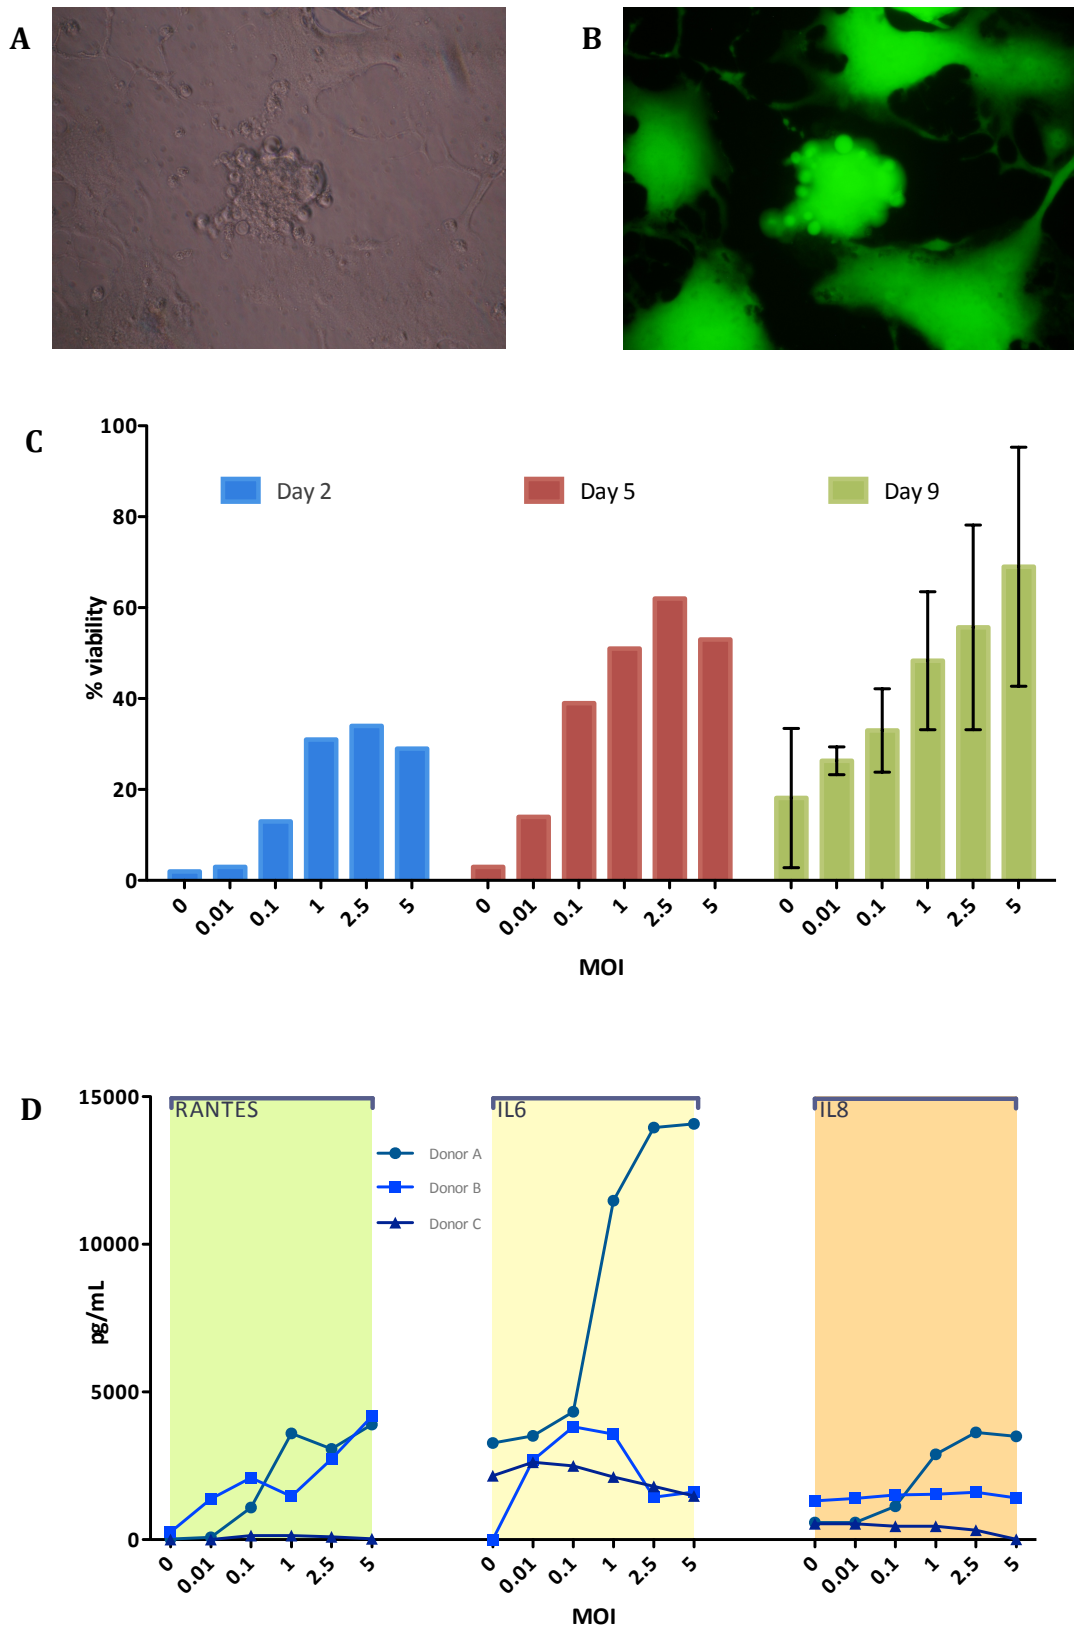 A
B
C
100
80
60
40
20
0
% viability
Day 2
Day 5
Day 9
0 0.01 0.1 1 2.5 5
0 0.01 0.1 1 2.5 5
0 0.01 0.1 1 2.5 5
MOI
D
15000
10000
5000
0
pg/mL
RANTES
IL6
IL8
Donor A
Donor B
Donor C
0 0.01 0.1 1 2.5 5
0 0.01 0.1 1 2.5 5
0 0.01 0.1 1 2.5 5
MOI